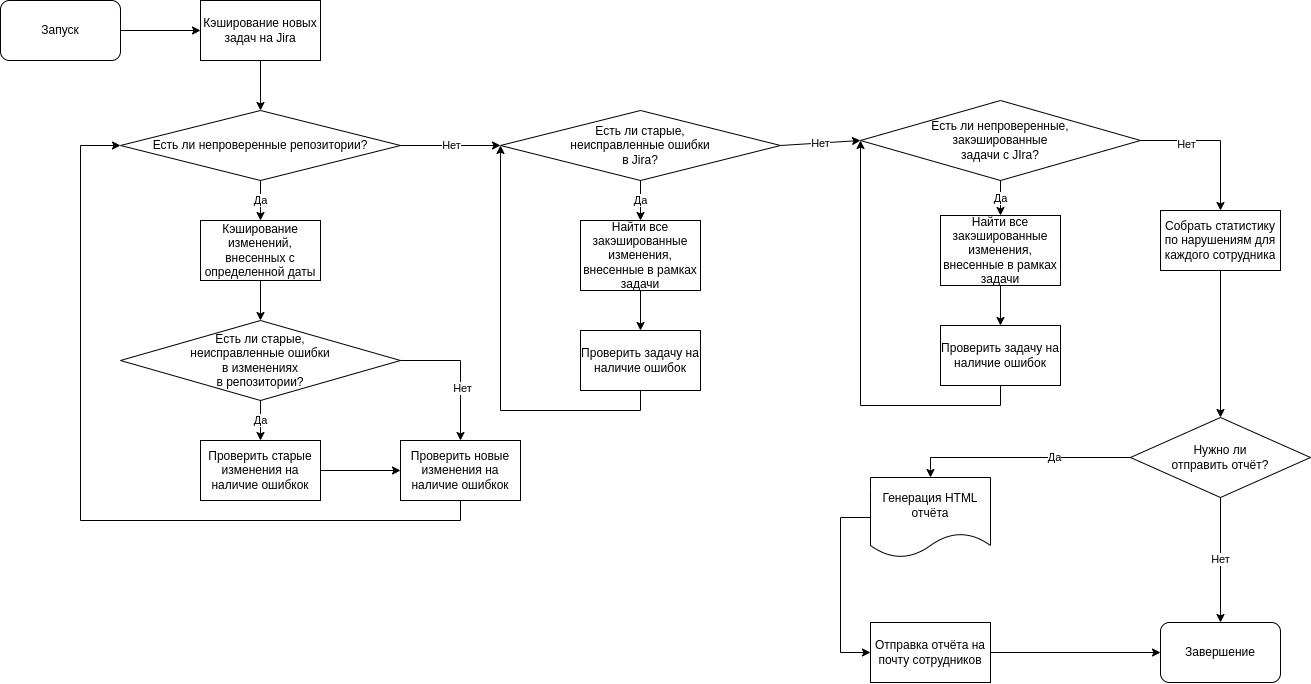 Запуск
Кэширование новых
задач на Jira
Есть ли непроверенные репозитории?
Нет
Есть ли старые,
неисправленные ошибки
в Jira?
Нет
Есть ли непроверенные,
закэшированные
задачи с JIra?
Нет
Да
Кэширование
изменений,
внесенных с
определенной даты
Да
Найти все
закэшированные
изменения,
внесенные в рамках
задачи
Да
Найти все
закэшированные
изменения,
внесенные в рамках
задачи
Собрать статистику
по нарушениям для
каждого сотрудника
Есть ли старые,
неисправленные ошибки
в изменениях
в репозитории?
Нет
Проверить задачу на
наличие ошибок
Проверить задачу на
наличие ошибок
Да
Проверить старые
изменения на
наличие ошибкок
Проверить новые
изменения на
наличие ошибкок
Нужно ли
отправить отчёт?
Да
Генерация HTML
отчёта
Нет
Отправка отчёта на
почту сотрудников
Завершение